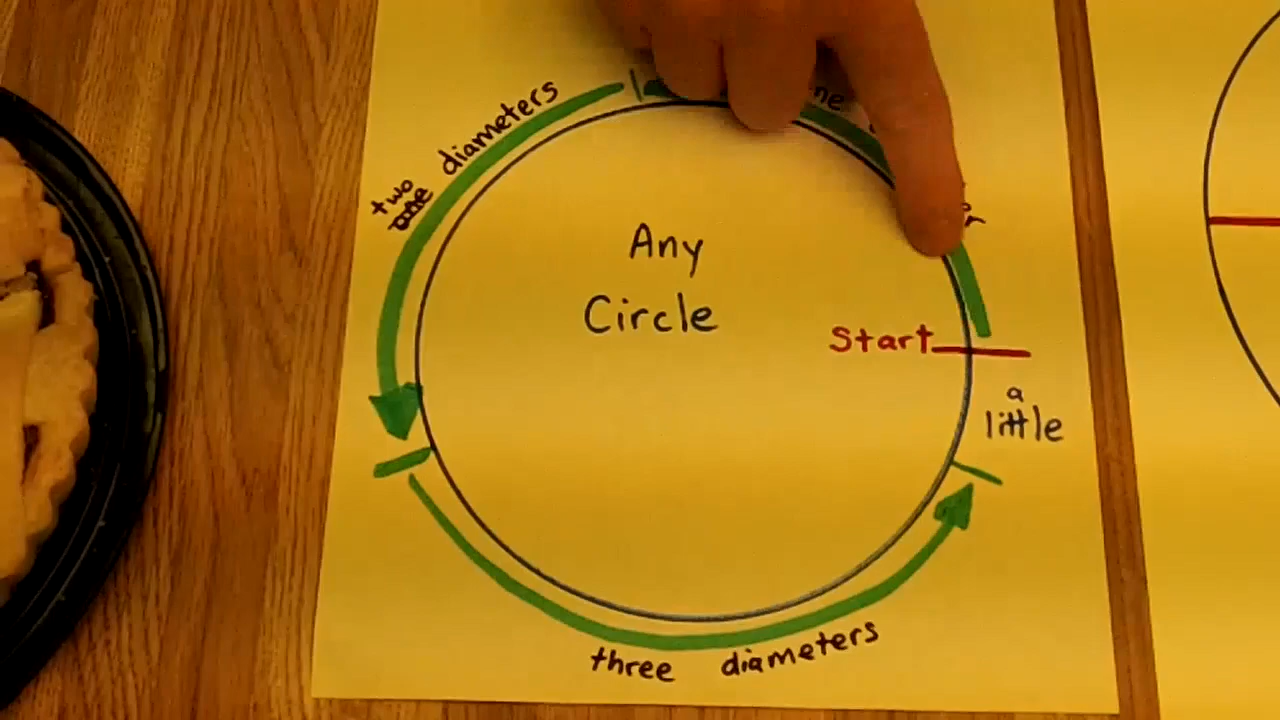 two diameters
Any
Circle
Start
a
little
three diameters